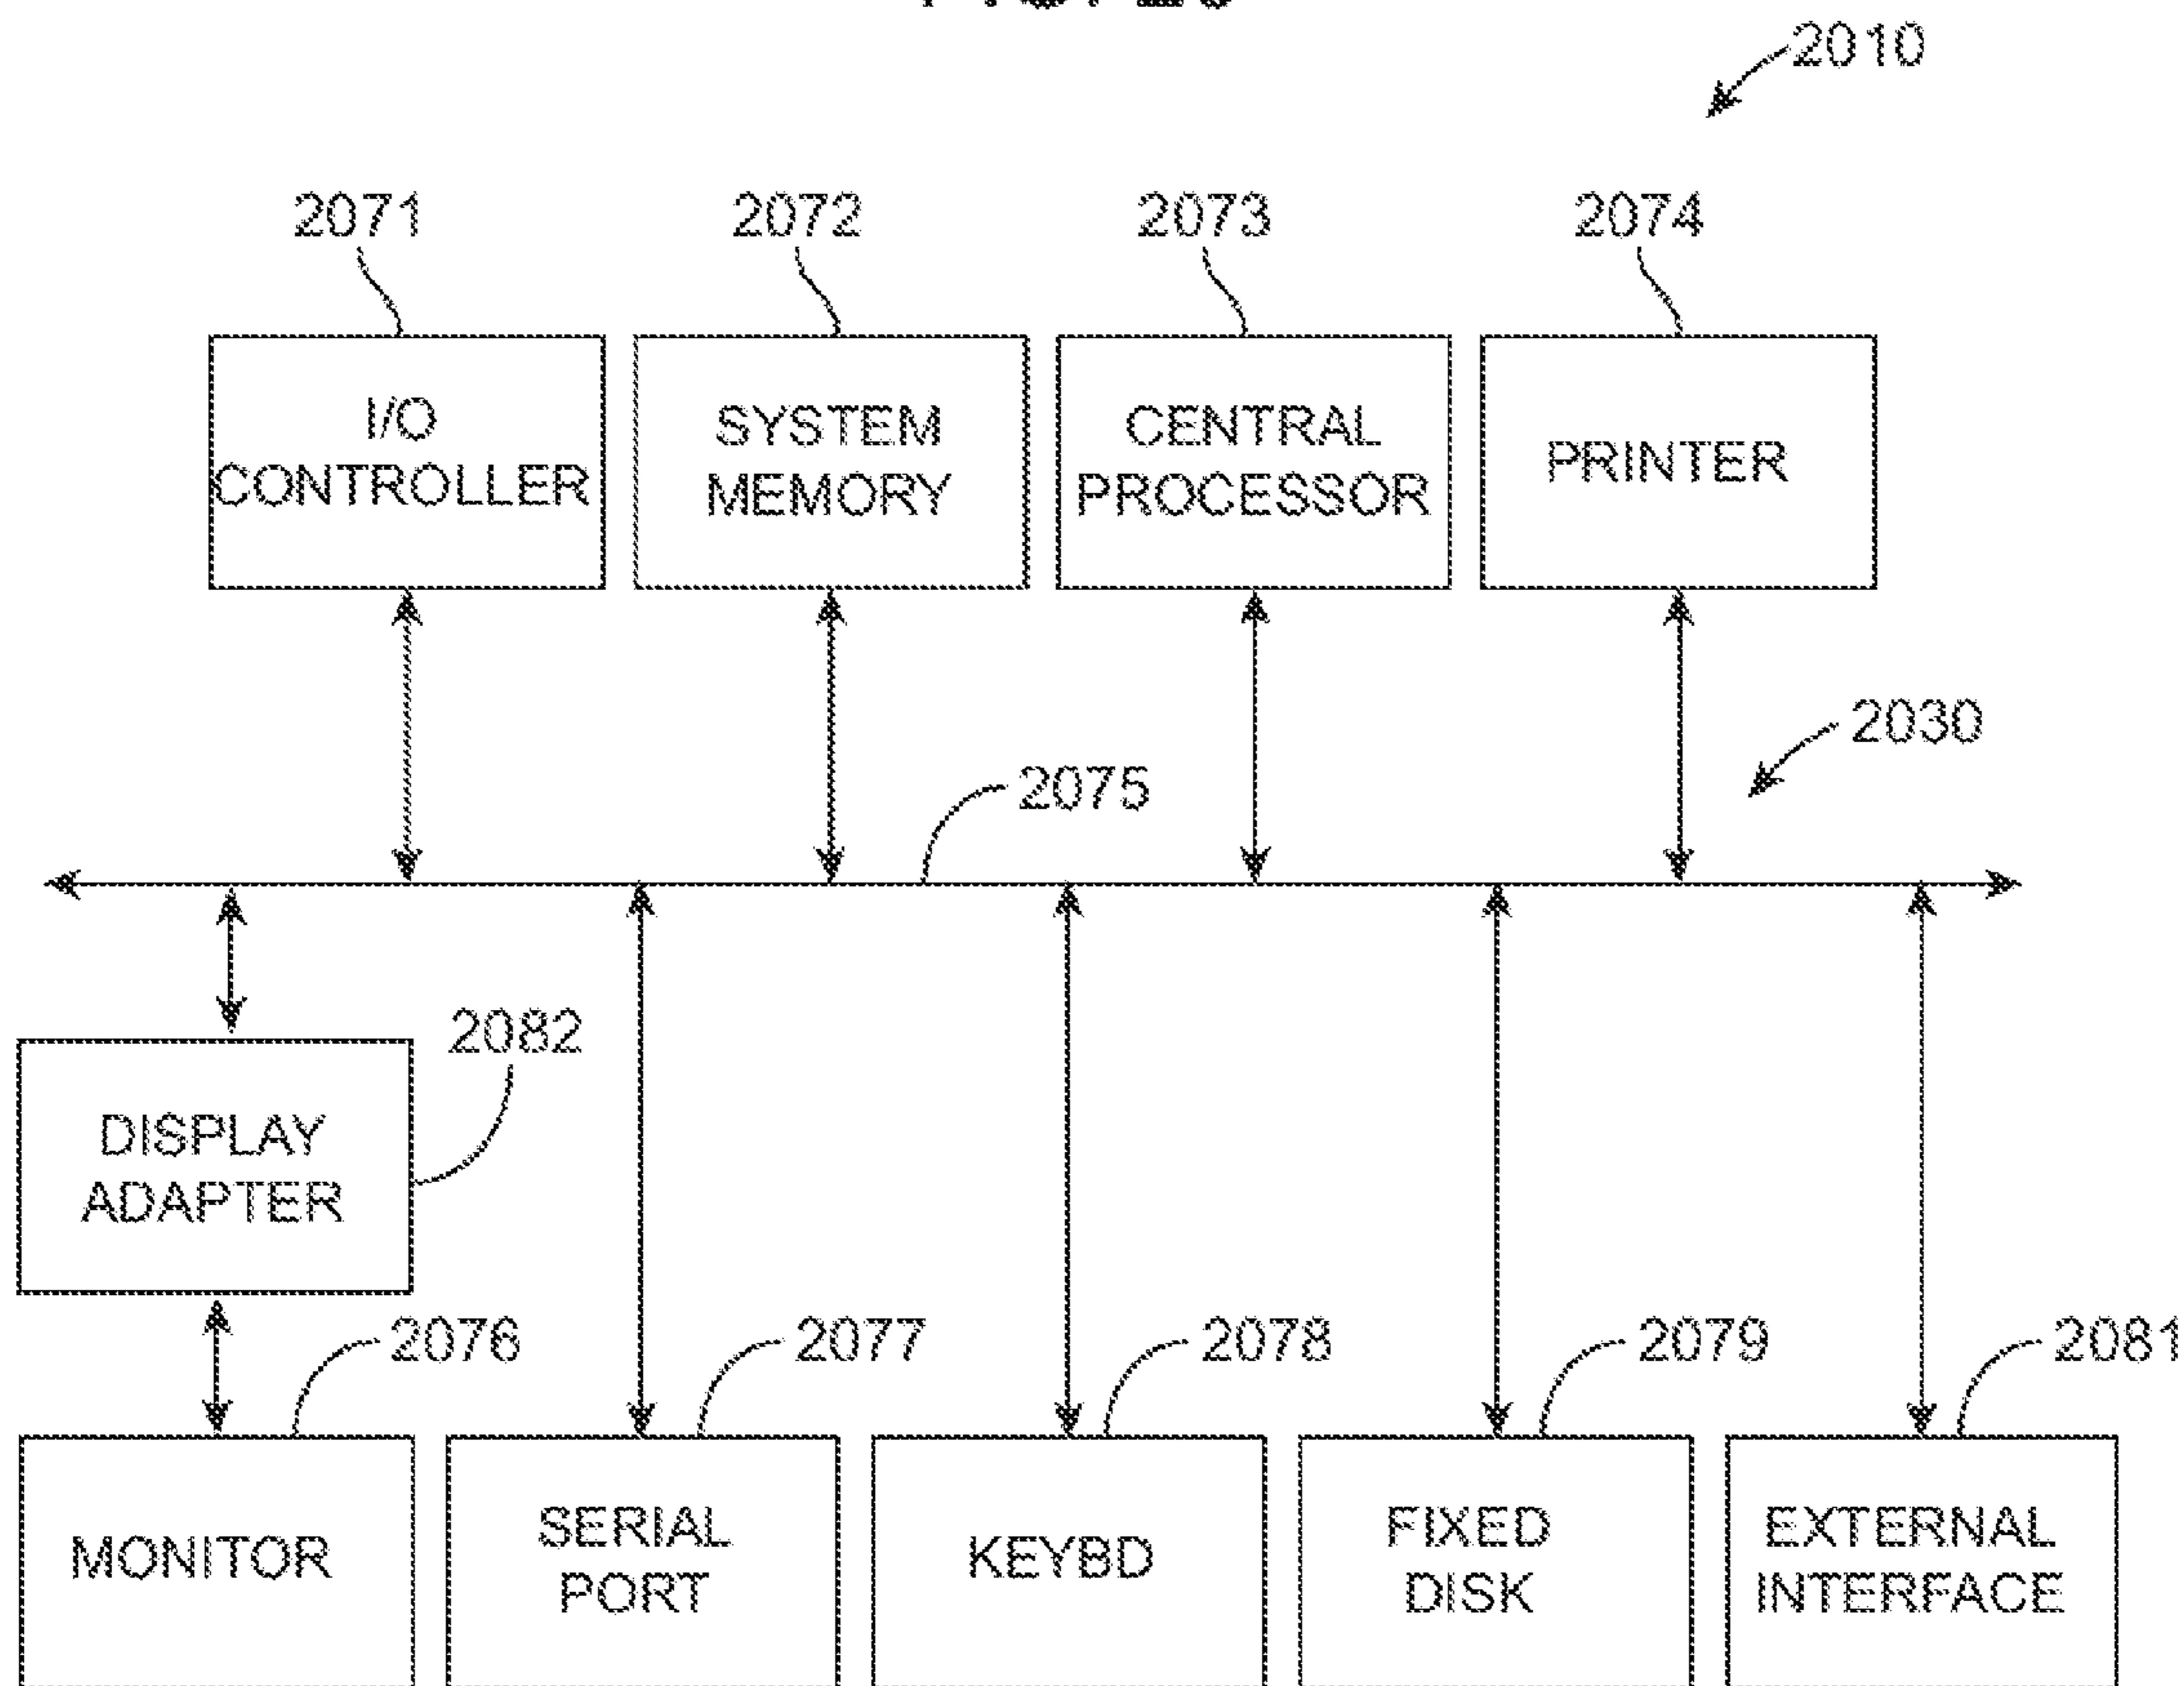 2010
2071
2072
2073
2074
I/O
CONTROLLER
SYSTEM
MEMORY
CENTRAL
PROCESSOR
PRINTER
2030
2075
2082
DISPLAY
ADAPTER
2076
2077
2078
2079
2081
MONITOR
SERIAL
PORT
KEYBD
FIXED
DISK
EXTERNAL
INTERFACE